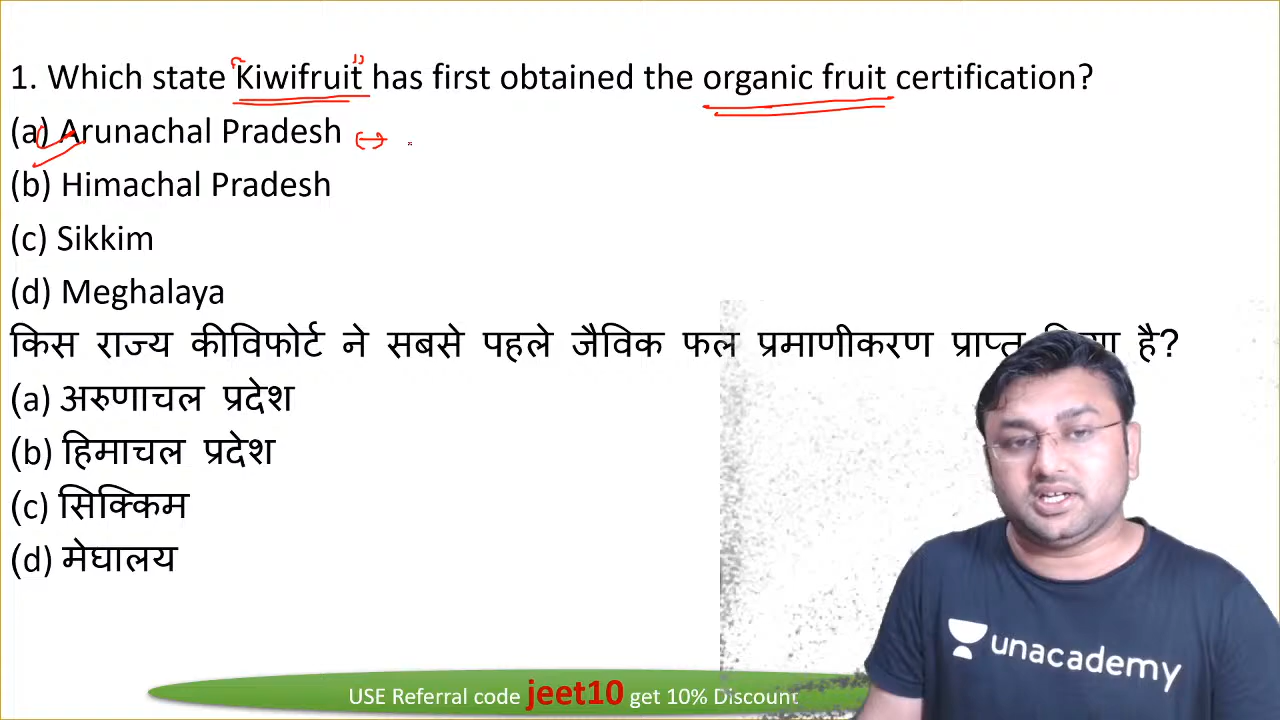 1. Which state Kiwifruit has first obtained the organic fruit certification?
(a) Arunachal Pradesh
(b) Himachal Pradesh
(c) Sikkim
(d) Meghalaya
किस राज्य कीविफोर्ट ने सबसे पहले जैविक फल प्रमाणीकरण प्राप्त है?
(a) अरुणाचल प्रदेश
(b) हिमाचल प्रदेश
(c) सिक्किम
(d) मेघालय
unacademy
USE Referral code jeet10 get 10% Discount